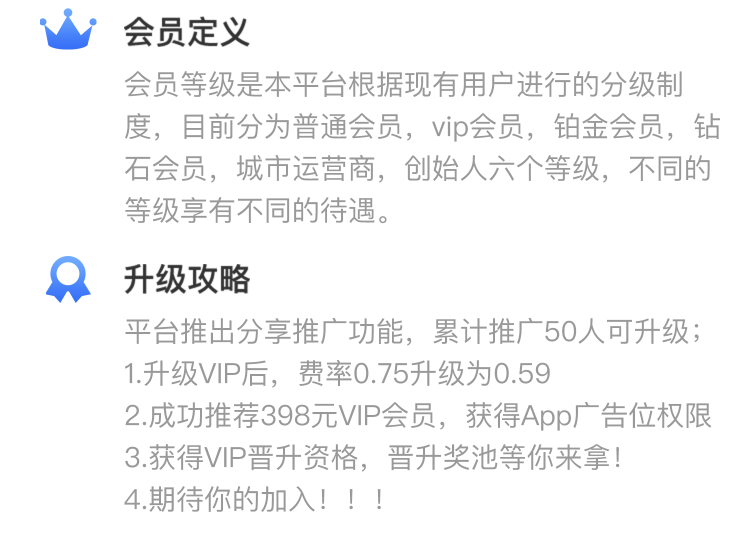 会员定义
会员等级是本平台根据现有用户进行的分级制
度，目前分为普通会员，vip会员，铂金会员，钻
石会员，城市运营商，创始人六个等级，不同的
等级享有不同的待遇。
升级攻略
平台推出分享推广功能，累计推广50人可升级；
1.升级VIP后，费率0.75升级为0.59
2.成功推荐398元VIP会员，获得App广告位权限
3.获得VIP晋升资格，晋升奖池等你来拿！
4.期待你的加入！！！